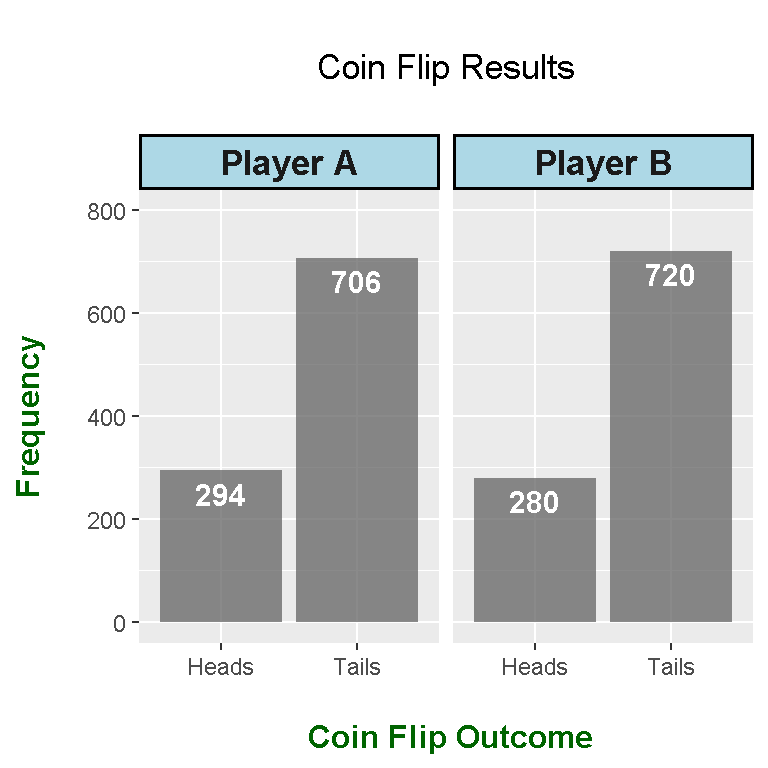 Coin Flip Results
Player A
Player B
Frequency
800
600
400
200
0
294
706
280
720
Heads
Tails
Heads
Tails
Coin Flip Outcome